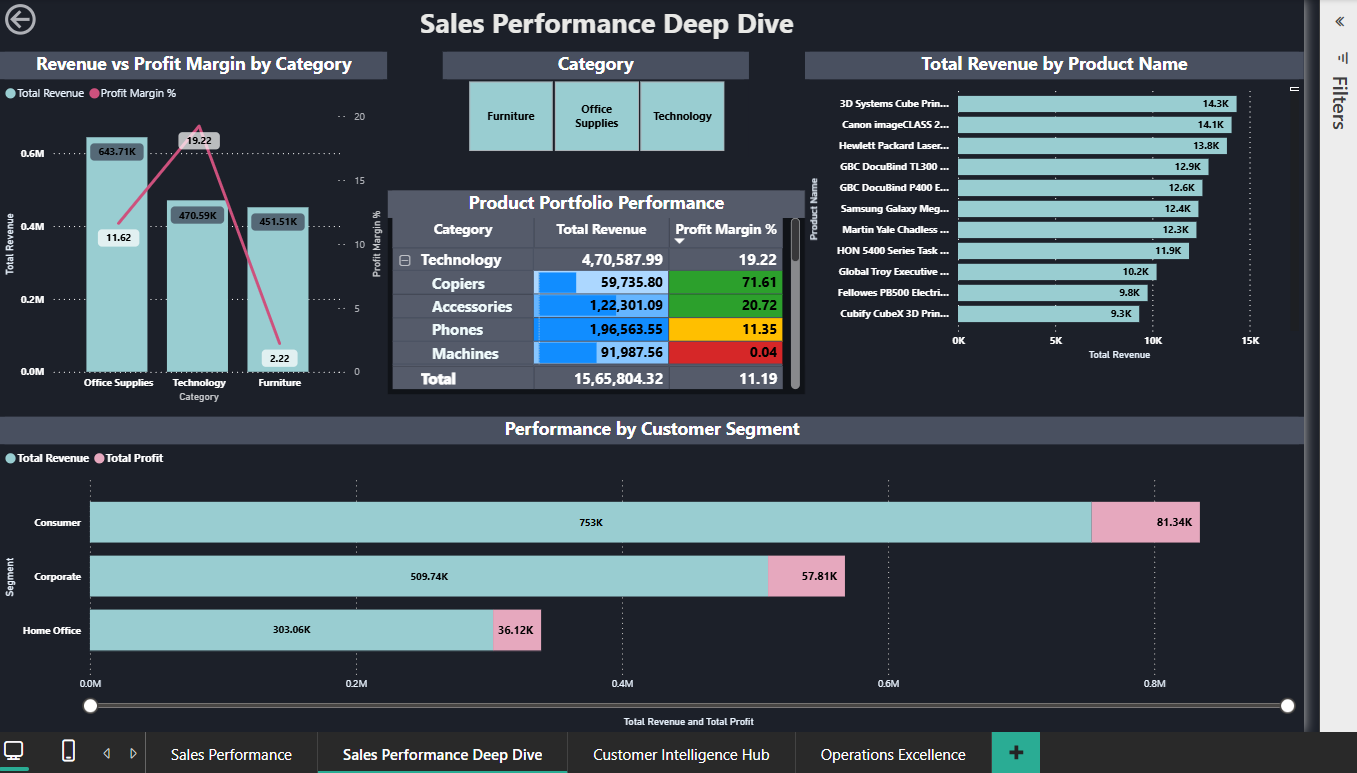 Sales Performance Deep Dive
Revenue vs Profit Margin by Category
Total Revenue Profit Margin %
Total Revenue
0.6M
0.4M
0.2M
0.0M
643.71K
470.59K
451.51K
11.62
19.22
2.22
20
15
10
5
0
Profit Margin %
Office Supplies Technology Furniture
Category
Category
Furniture
Office
Supplies
Technology
Product Portfolio Performance
Category Total Revenue Profit Margin %
Technology 4,70,587.99 19.22
Copiers 59,735.80 71.61
Accessories 1,22,301.09 20.72
Phones 1,96,563.55 11.35
Machines 91,987.56 0.04
Total 15,65,804.32 11.19
Total Revenue by Product Name
Product Name
3D Systems Cube Prin... 14.3K
Canon imageCLASS 2... 14.1K
Hewlett Packard Laser... 13.8K
GBC DocuBind TL300 ... 12.9K
GBC DocuBind P400 E... 12.6K
Samsung Galaxy Meg... 12.4K
Martin Yale Chadless ... 12.3K
HON 5400 Series Task ... 11.9K
Global Troy Executive ... 10.2K
Fellowes PB500 Electri... 9.8K
Cubify CubeX 3D Prin... 9.3K
0K 5K 10K 15K
Total Revenue
Filters
Performance by Customer Segment
Total Revenue Total Profit
Segment
Consumer 753K 81.34K
Corporate 509.74K 57.81K
Home Office 303.06K 36.12K
0.0M 0.2M 0.4M 0.6M 0.8M
Total Revenue and Total Profit
Sales Performance
Sales Performance Deep Dive
Customer Intelligence Hub
Operations Excellence